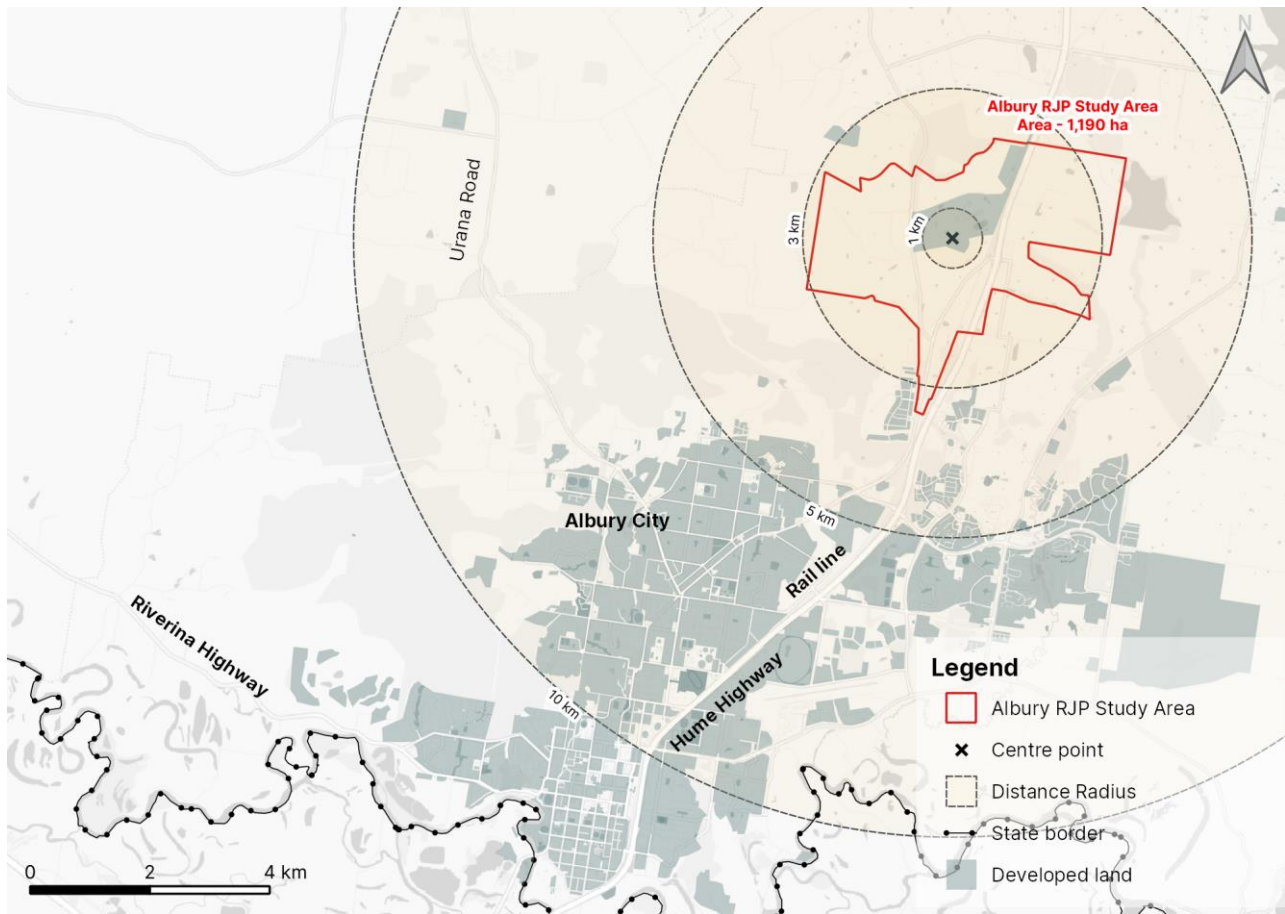 N
Albury RJP Study Area
Area - 1,190 ha
Urana Road
3 km
1 km
5 km
Albury City
Rail line
Riverina Highway
Hume Highway
10 km
Legend
Albury RJP Study Area
Centre point
Distance Radius
State border
Developed land
0 2 4 km